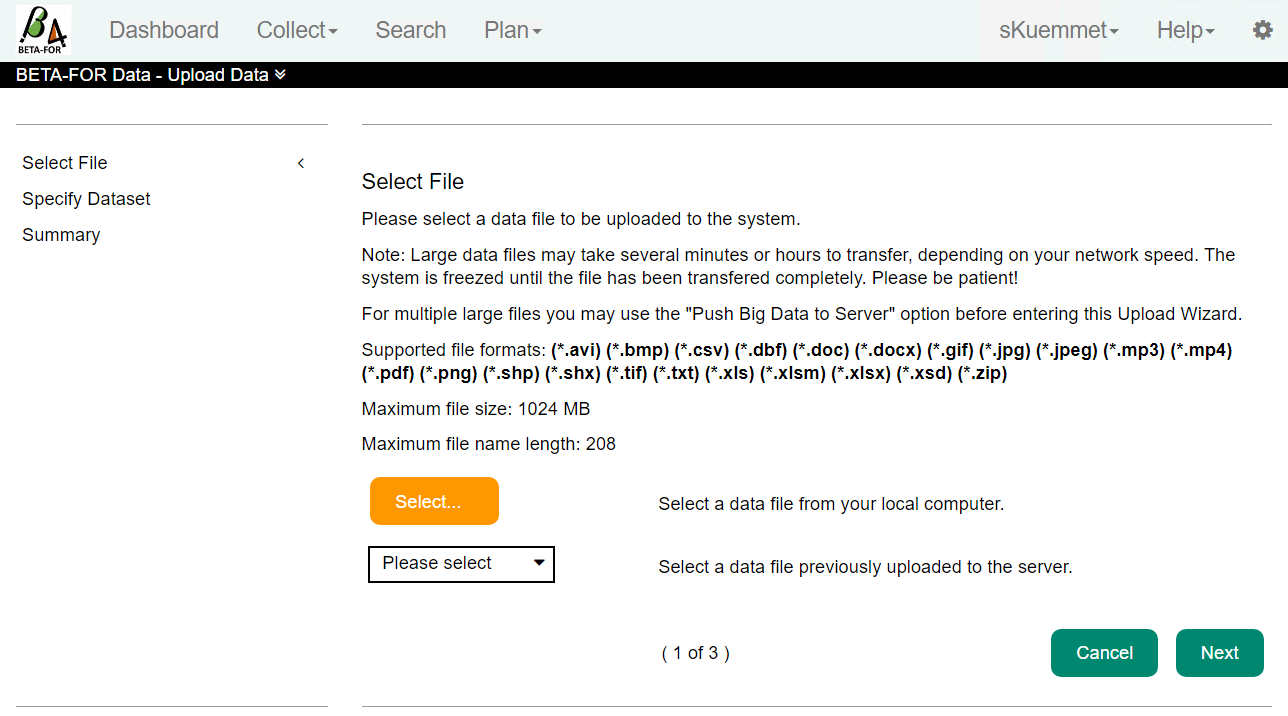 BETA-FOR
Dashboard Collect Search Plan sKuemmet Help
BETA-FOR Data - Upload Data
Select File
Specify Dataset
Summary
Select File
Please select a data file to be uploaded to the system.
Note: Large data files may take several minutes or hours to transfer, depending on your network speed. The
system is freezed until the file has been transfered completely. Please be patient!
For multiple large files you may use the "Push Big Data to Server" option before entering this Upload Wizard.
Supported file formats: (*.avi) (*.bmp) (*.csv) (*.dbf) (*.doc) (*.docx) (*.gif) (*.jpg) (*.jpeg) (*.mp3) (*.mp4)
(*.pdf) (*.png) (*.shp) (*.shx) (*.tif) (*.txt) (*.xls) (*.xlsm) (*.xlsx) (*.xsd) (*.zip)
Maximum file size: 1024 MB
Maximum file name length: 208
Select... Select a data file from your local computer.
Please select Select a data file previously uploaded to the server.
( 1 of 3 ) Cancel Next